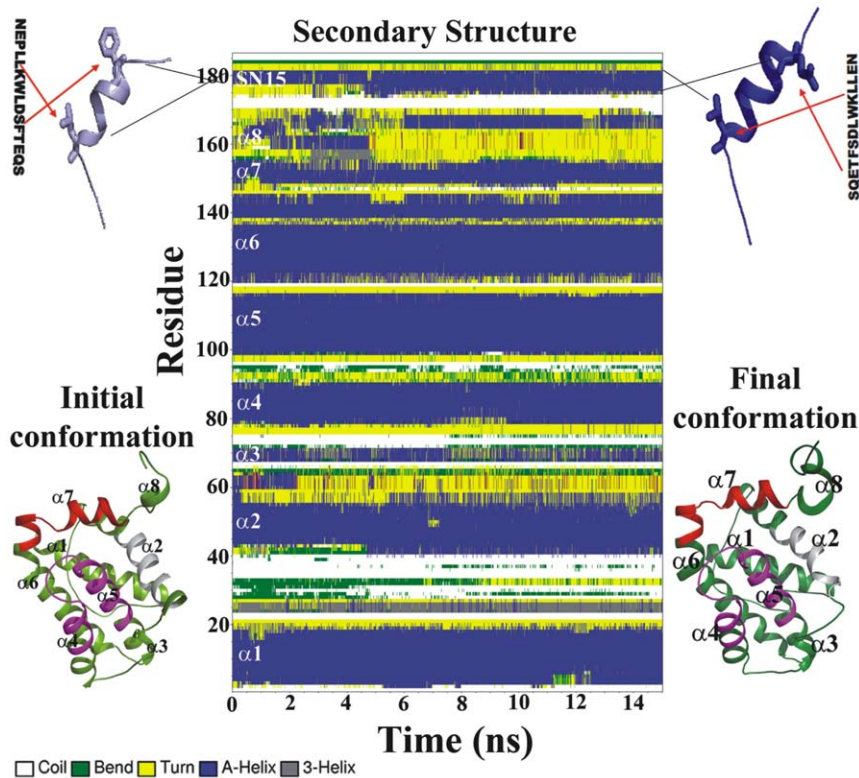 Secondary Structure
NEPLLKWLDSFTEQS
SQETFSDLWKLLEN
180
160
140
120
100
80
60
40
20
Residue
SN15
α8
α7
α6
α5
α4
α3
α2
α1
Initial
conformation
α7
α8
α1
α2
α6
α5
α4
α3
Final
conformation
α7
α8
α1
α2
α6
α5
α4
α3
0 2 4 6 8 10 12 14
Time (ns)
Coil Bend Turn A-Helix 3-Helix